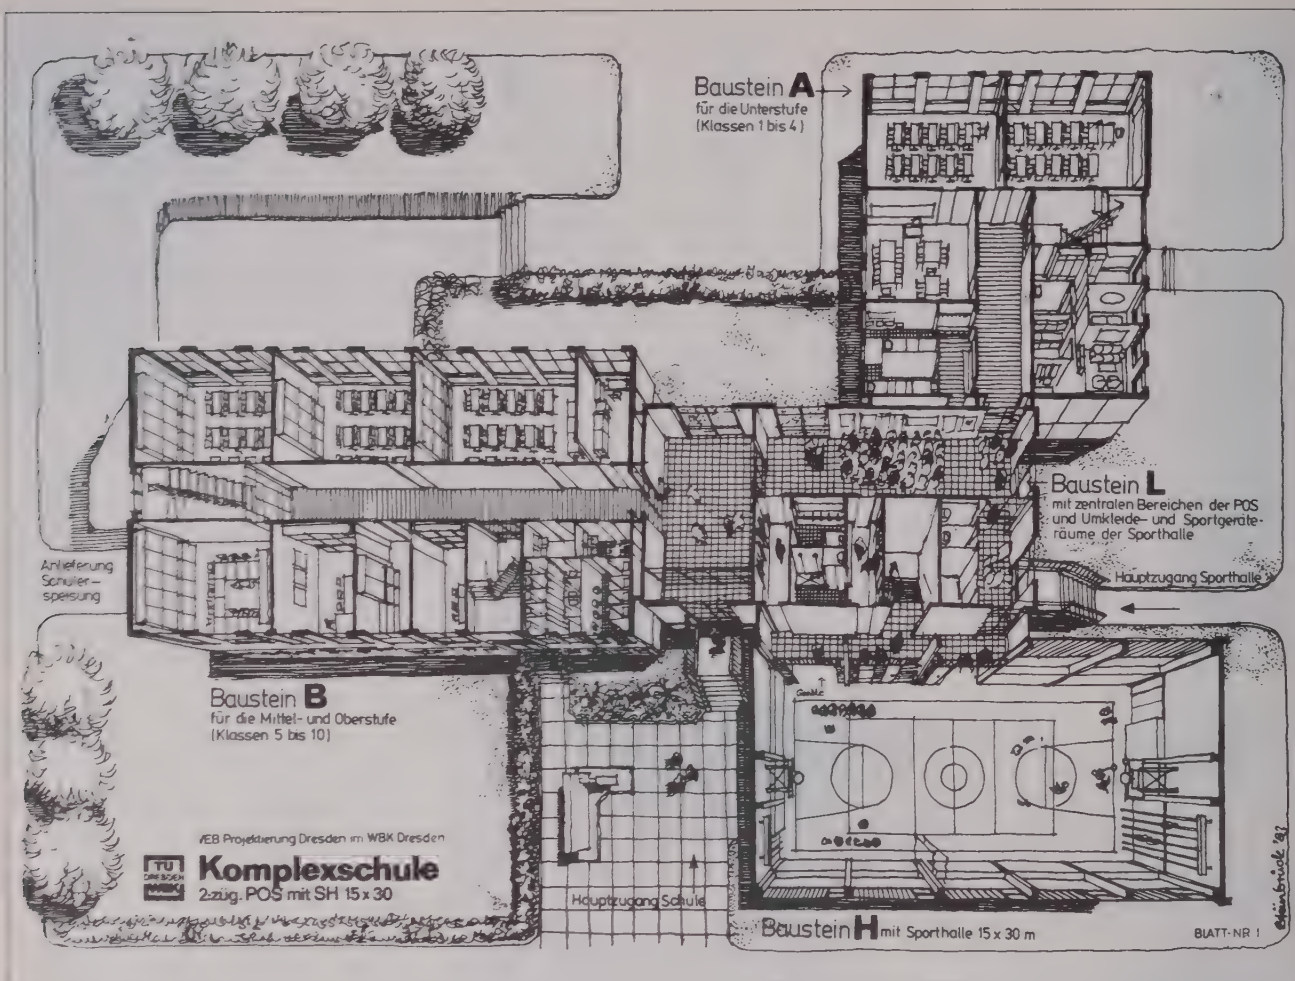 Baustein A
für die Unterstufe
(Klassen 1 bis 4)
Baustein L
mit zentralen Bereichen der POS
und Umkleide- und Sportgeräte-
räume der Sporthalle
Hauptzugang Sporthalle
Anlieferung
Schüler-
speisung
Baustein B
für die Mittel- und Oberstufe
(Klassen 5 bis 10)
VEB Projektierung Dresden im WBK Dresden
TU
DRESDEN
WBK
Komplexschule
2-züg. POS mit SH 15 x 30
Hauptzugang Schule
Baustein H mit Sporthalle 15 x 30 m
BLATT-NR 1